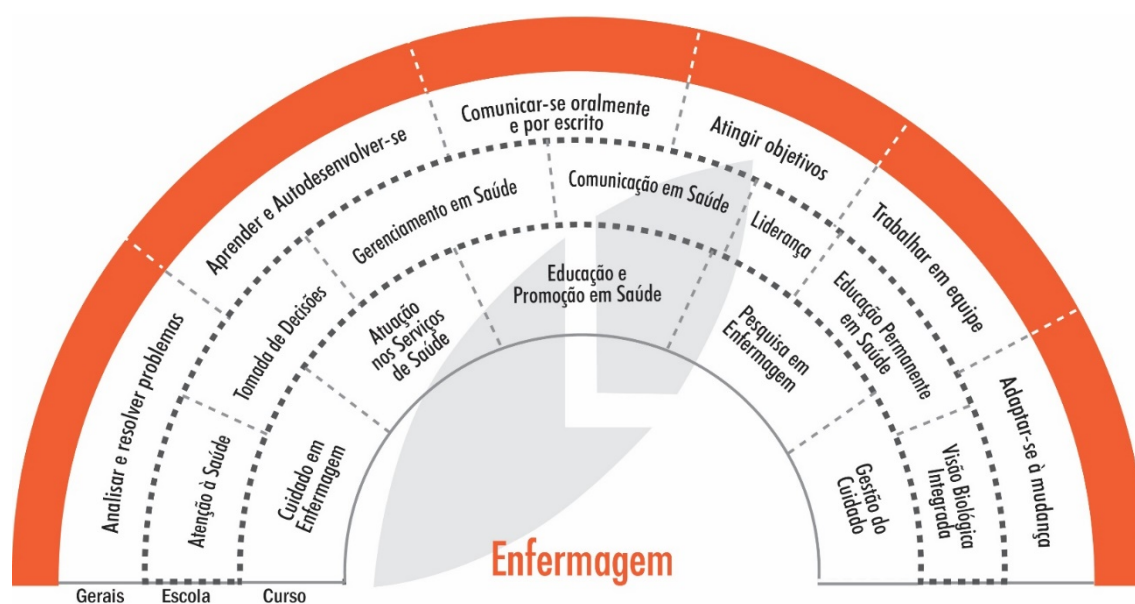 Analisar e resolver problemas
Aprender e Autodesenvolver-se
Comunicar-se oralmente
e por escrito
Atingir objetivos
Trabalhar em equipe
Adaptar-se à mudança
Atenção à Saúde
Tomada de Decisões
Gerenciamento em Saúde
Comunicação em Saúde
Liderança
Educação Permanente
em Saúde
Visão Biológica
Integrada
Cuidado em
Enfermagem
Atuação
nos Serviços
de Saúde
Educação e
Promoção em Saúde
Pesquisa em
Enfermagem
Gestão do
Cuidado
Enfermagem
Gerais
Escola
Curso